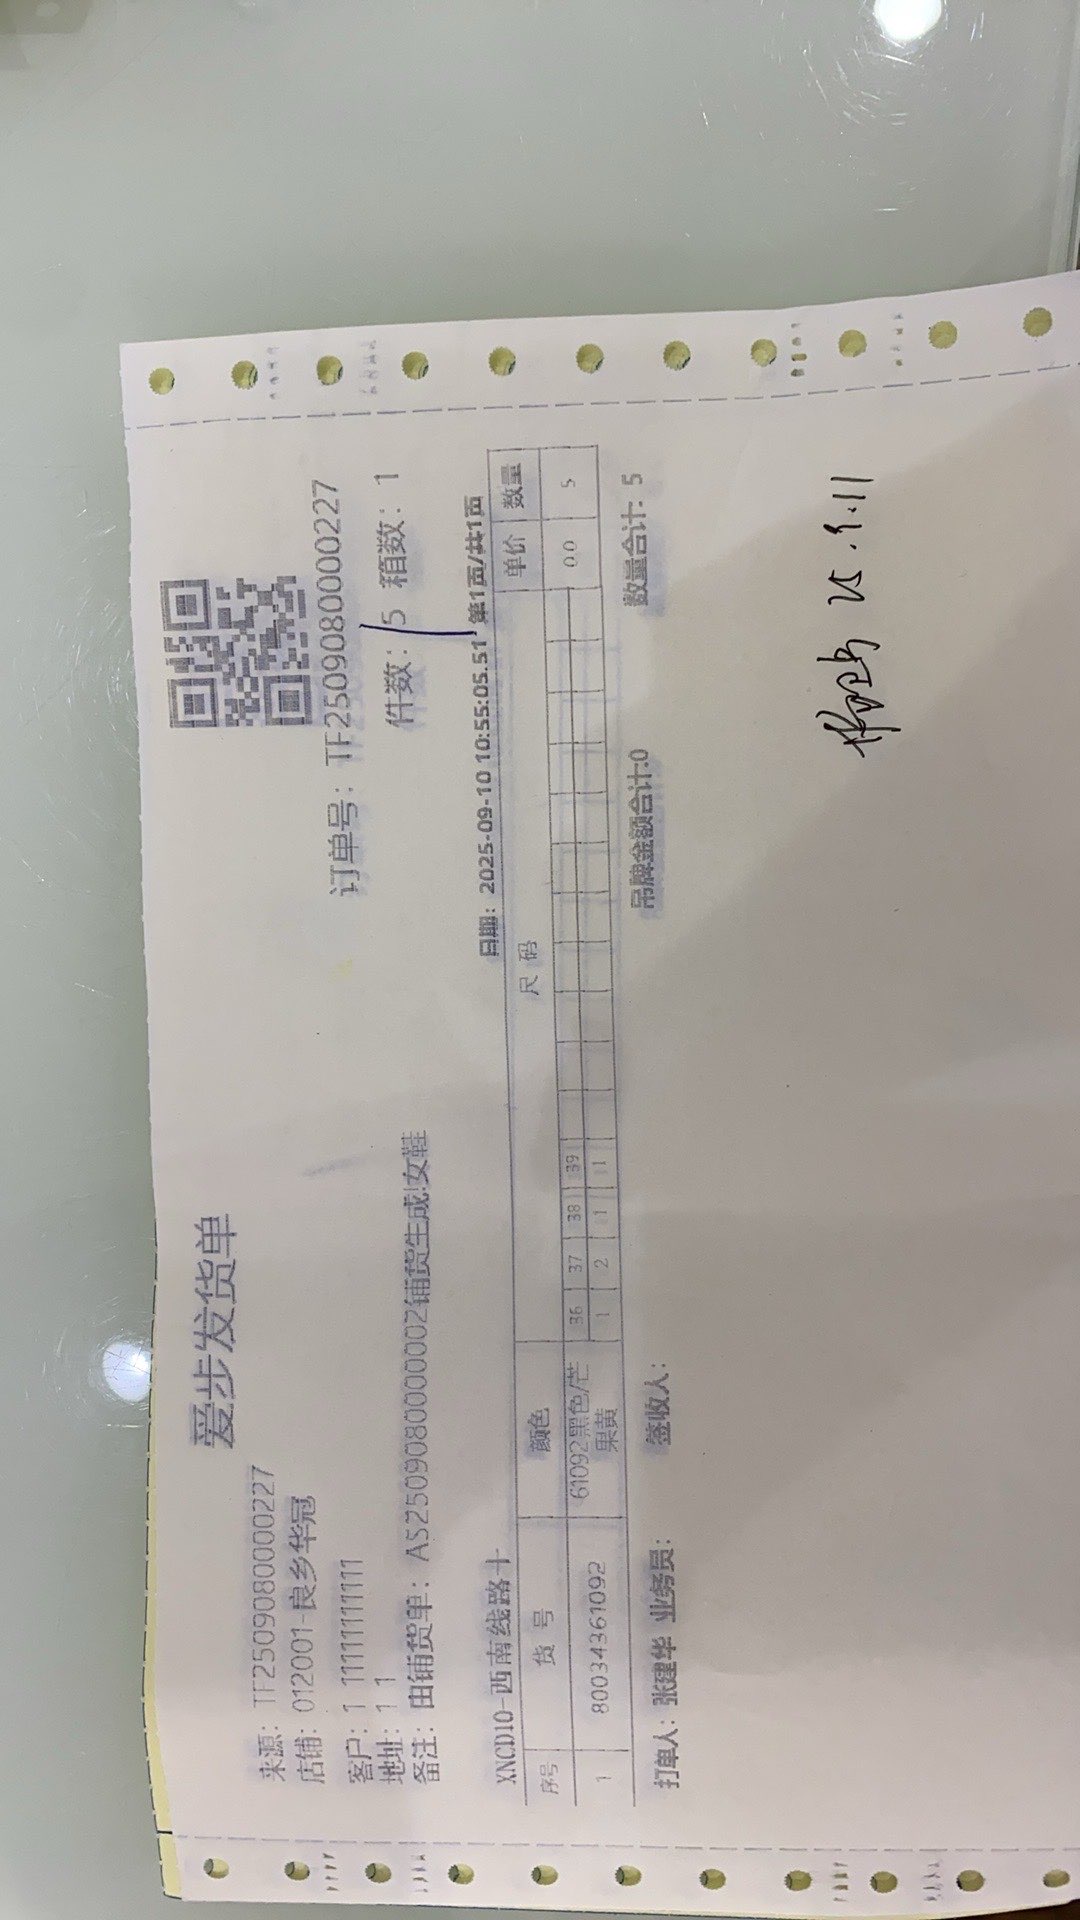 爱步发货单
来源: TF2509080000227
店铺: 012001-良乡华冠
订单号: TF2509080000227
客户: 1 11111111111
地址: 1 1
件数: 5 箱数: 1
备注: 由铺货单: AS2509080000002铺货生成!女鞋
XNCD10-西南线路十
日期: 2025-09-10 10:55:05.51 第1页/共1页
序号 货 号 颜色 尺 码 单价 数量
36 37 38 39
1 80034361092 61092黑色/芒果黄 1 2 1 1 0.0 5
打单人: 张建华 业务员: 签收人: 吊牌金额合计:0 数量合计: 5
25.9.11